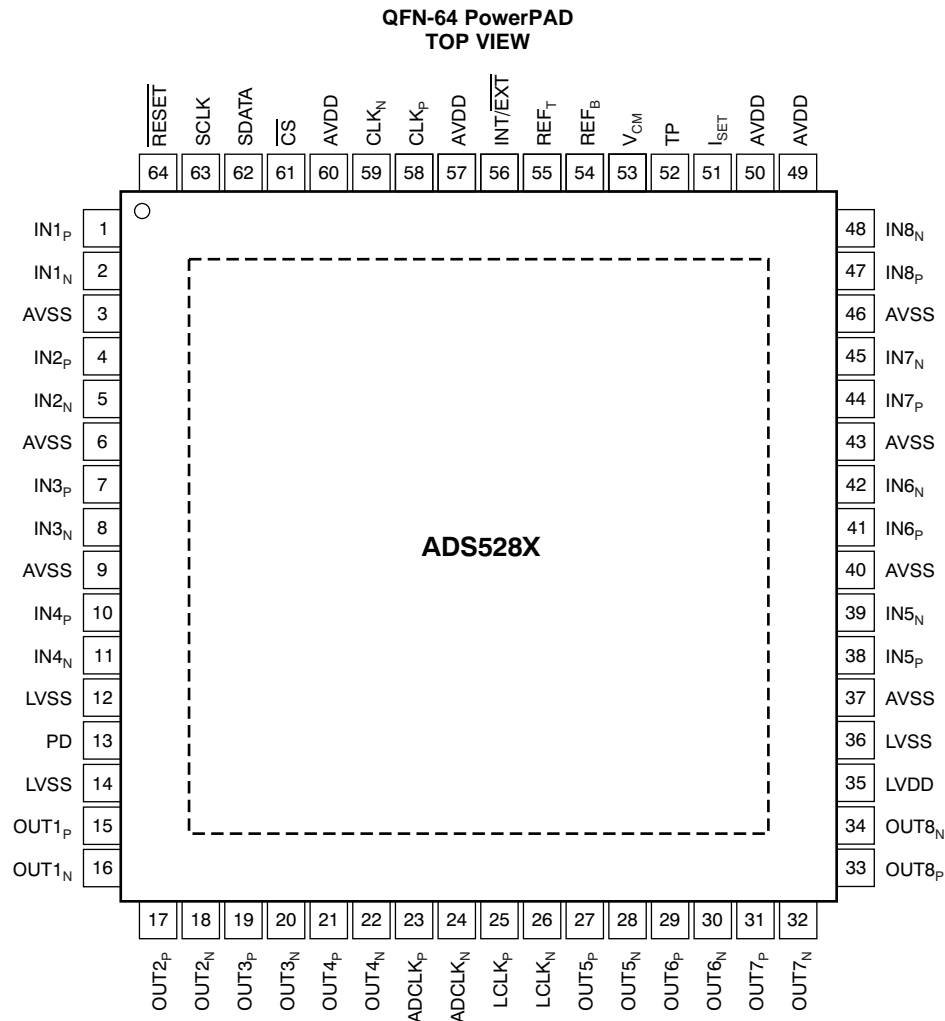 QFN-64 PowerPAD
TOP VIEW
RESET
SCLK
SDATA
CS
AVDD
CLKN
CLKP
AVDD
INT/EXT
REFT
REFB
VCM
TP
ISET
AVDD
AVDD
64 63 62 61 60 59 58 57 56 55 54 53 52 51 50 49
IN1P 1
IN1N 2
AVSS 3
IN2P 4
IN2N 5
AVSS 6
IN3P 7
IN3N 8
AVSS 9
IN4P 10
IN4N 11
LVSS 12
PD 13
LVSS 14
OUT1P 15
OUT1N 16
ADS528X
48 IN8N
47 IN8P
46 AVSS
45 IN7N
44 IN7P
43 AVSS
42 IN6N
41 IN6P
40 AVSS
39 IN5N
38 IN5P
37 AVSS
36 LVSS
35 LVDD
34 OUT8N
33 OUT8P
17 18 19 20 21 22 23 24 25 26 27 28 29 30 31 32
OUT2P
OUT2N
OUT3P
OUT3N
OUT4P
OUT4N
ADCLKP
ADCLKN
LCLKP
LCLKN
OUT5P
OUT5N
OUT6P
OUT6N
OUT7P
OUT7N